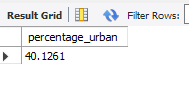 Result Grid Filter Rows:
percentage_urban
40.1261